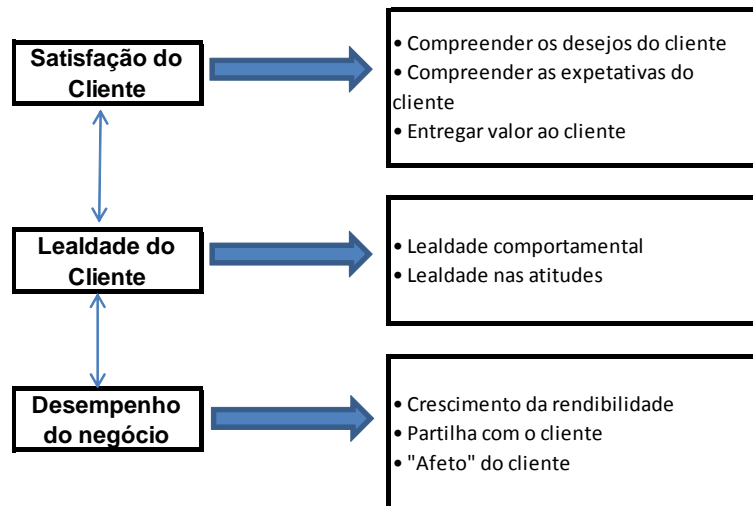 Satisfação do
Cliente
• Compreender os desejos do cliente
• Compreender as expetativas do
cliente
• Entregar valor ao cliente
Lealdade do
Cliente
• Lealdade comportamental
• Lealdade nas atitudes
Desempenho
do negócio
• Crescimento da rendibilidade
• Partilha com o cliente
• "Afeto" do cliente